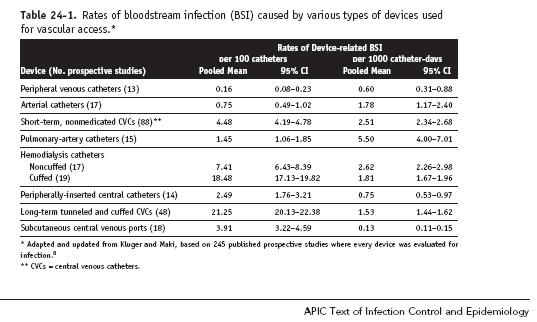 Table 24-1. Rates of bloodstream infection (BSI) caused by various types of devices used
for vascular access.*
Rates of Device-related BSI
per 100 catheters per 1000 catheter-days
Device (No. prospective studies) Pooled Mean 95% CI Pooled Mean 95% CI
Peripheral venous catheters (13) 0.16 0.08–0.23 0.60 0.31–0.88
Arterial catheters (17) 0.75 0.49–1.02 1.78 1.17–2.40
Short-term, nonmedicated CVCs (88)** 4.48 4.19–4.78 2.51 2.34–2.68
Pulmonary-artery catheters (15) 1.45 1.06–1.85 5.50 4.00–7.01
Hemodialysis catheters
Noncuffed (17) 7.41 6.43–8.39 2.62 2.26–2.98
Cuffed (19) 18.48 17.13–19.82 1.81 1.67–1.96
Peripherally-inserted central catheters (14) 2.49 1.76–3.21 0.75 0.53–0.97
Long-term tunneled and cuffed CVCs (48) 21.25 20.13–22.38 1.53 1.44–1.62
Subcutaneous central venous ports (18) 3.91 3.22–4.59 0.13 0.11–0.15
* Adapted and updated from Kluger and Maki, based on 245 published prospective studies where every device was evaluated for
infection.8
** CVCs = central venous catheters.
APIC Text of Infection Control and Epidemiology